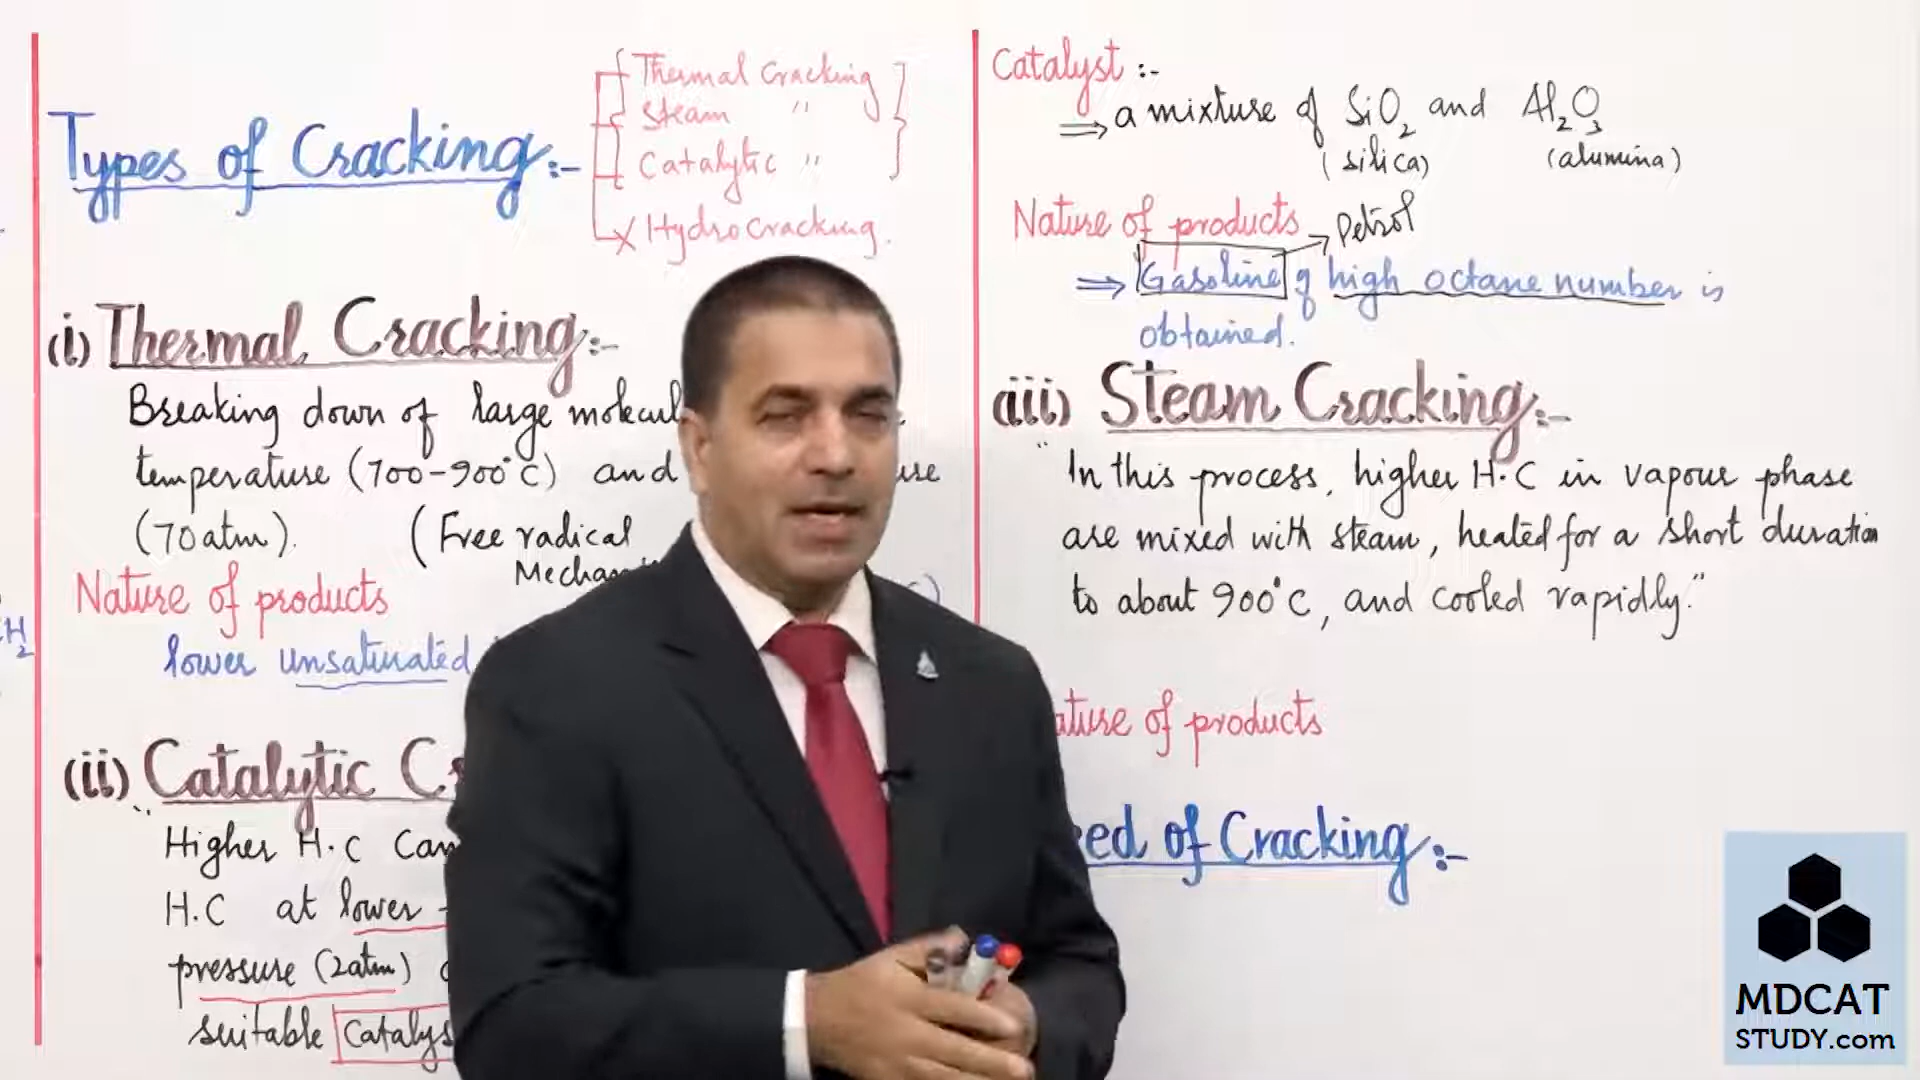 Types of Cracking:-
Thermal Cracking
Steam "
Catalytic "
Hydrocracking.
(i) Thermal Cracking:-
Breaking down of large molecul
temperature (700-900°C) and
(70 atm). (Free radical
Mechan
Nature of products
lower unsaturated
(ii) Catalytic C
Higher H.C Can
H.C at lower
pressure (2atm)
suitable Catalys
H2
Catalyst :-
⇒ a mixture of SiO2 and Al2O3
(silica) (alumina)
Nature of products → Petrol
⇒ Gasoline of high octane number is
obtained.
(iii) Steam Cracking:-
"In this process, higher H.C in vapour phase
are mixed with steam, heated for a short duration
to about 900°C, and cooled rapidly."
ature of products
eed of Cracking:-
MDCAT
STUDY.com